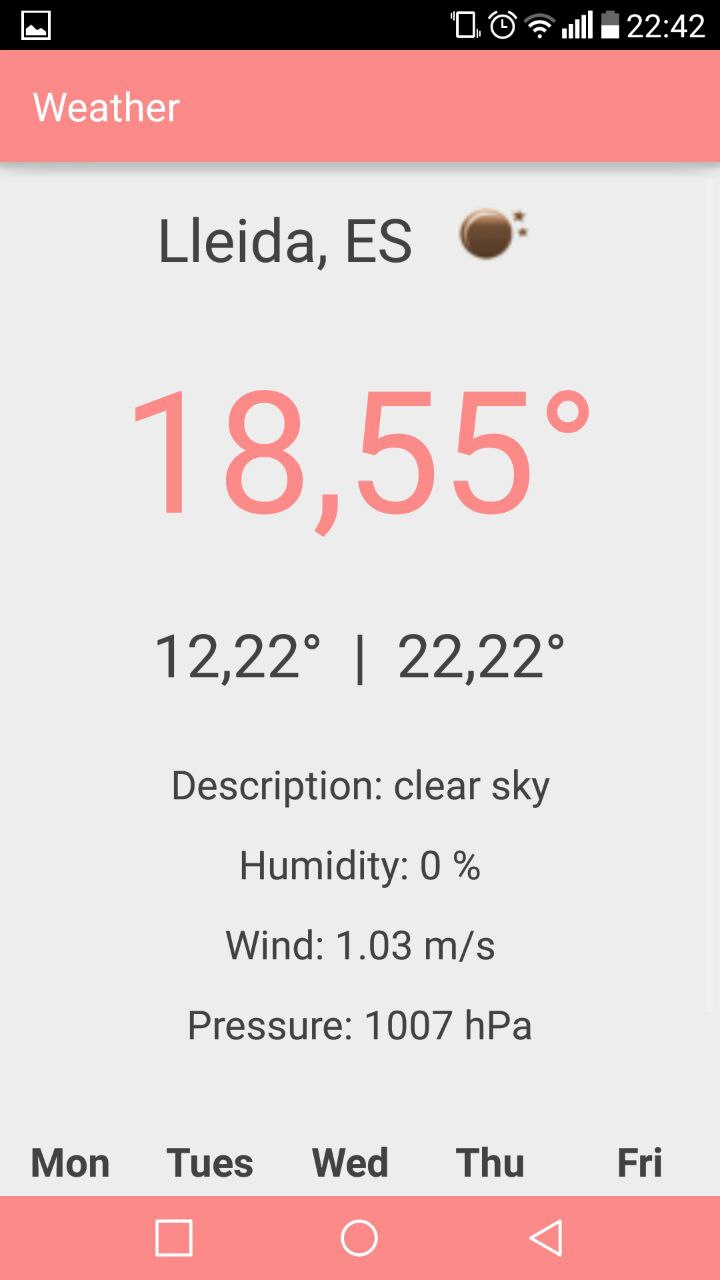 22:42
Weather
Lleida, ES
18,55°
12,22° | 22,22°
Description: clear sky
Humidity: 0 %
Wind: 1.03 m/s
Pressure: 1007 hPa
Mon Tues Wed Thu Fri